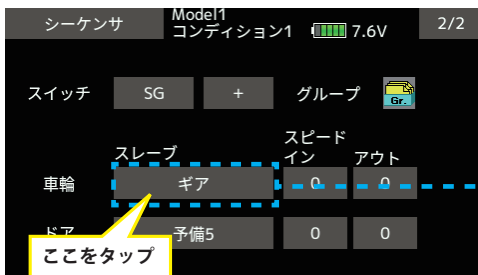 シーケンサ Model1 コンディション1 7.6V 2/2
スイッチ SG + グループ Gr.
スピード
スレーブ イン アウト
車輪 ギア 0 0
ドア 予備5 0 0
ここをタップ